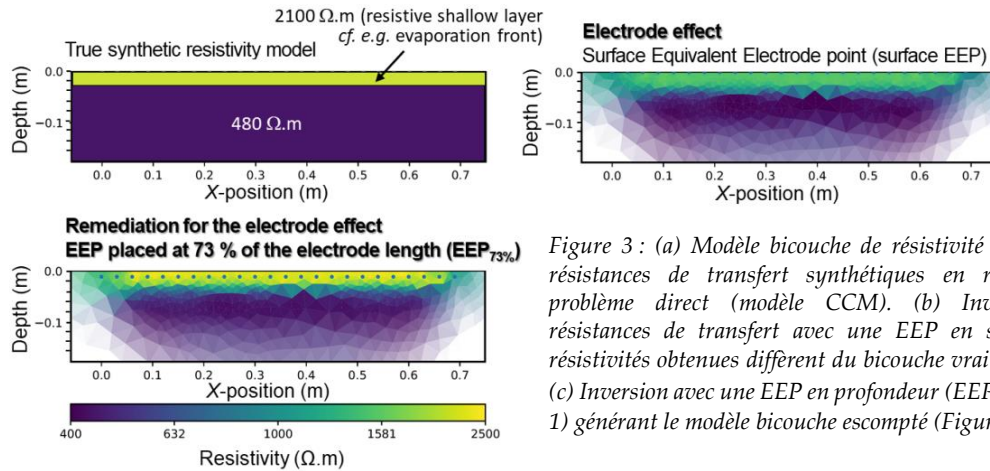 2100 Ω.m (resistive shallow layer
cf. e.g. evaporation front)
True synthetic resistivity model
0.0
−0.1
Depth (m)
480 Ω.m
0.0 0.1 0.2 0.3 0.4 0.5 0.6 0.7
X-position (m)
Electrode effect
Surface Equivalent Electrode point (surface EEP)
0.0
−0.1
Depth (m)
0.0 0.1 0.2 0.3 0.4 0.5 0.6 0.7
X-position (m)
Remediation for the electrode effect
EEP placed at 73 % of the electrode length (EEP73%)
0.0
−0.1
Depth (m)
0.0 0.1 0.2 0.3 0.4 0.5 0.6 0.7
X-position (m)
400 632 1000 1581 2500
Resistivity (Ω.m)
Figure 3 : (a) Modèle bicouche de résistivité
résistances de transfert synthétiques en
problème direct (modèle CCM). (b)
résistances de transfert avec une EEP en
résistivités obtenues diffèrent du bicouche vrai
(c) Inversion avec une EEP en profondeur (EEP
1) générant le modèle bicouche escompté